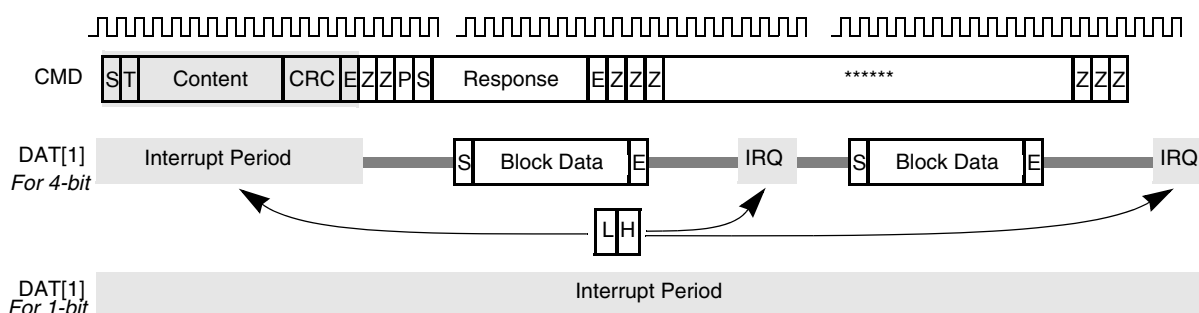 CMD S T Content CRC E Z Z P S Response E Z Z Z ****** Z Z Z
DAT[1] Interrupt Period S Block Data E IRQ S Block Data E IRQ
For 4-bit
L H
DAT[1] Interrupt Period
For 1-bit